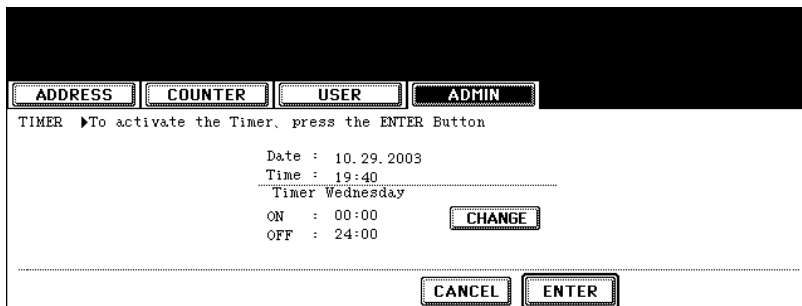 ADDRESS COUNTER USER ADMIN
TIMER ▶To activate the Timer, press the ENTER Button
Date : 10.29.2003
Time : 19:40
Timer Wednesday
ON : 00:00 CHANGE
OFF : 24:00
CANCEL ENTER